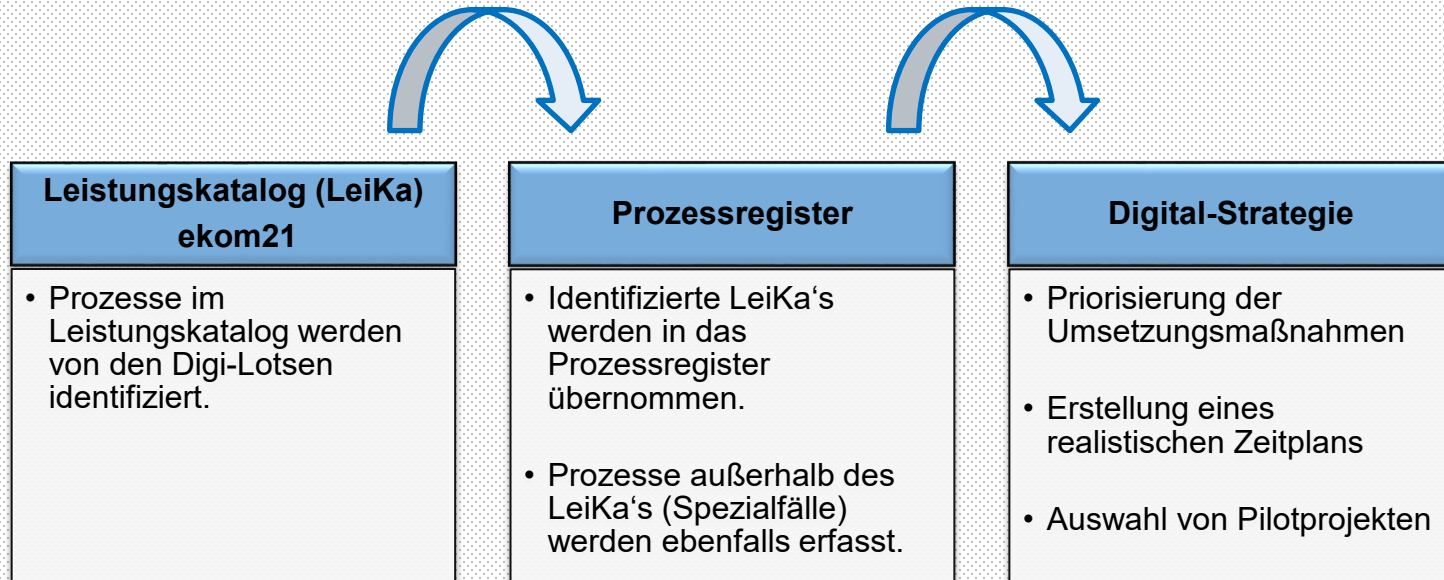 Leistungskatalog (LeiKa)
ekom21
• Prozesse im
Leistungskatalog werden
von den Digi-Lotsen
identifiziert.
Prozessregister
• Identifizierte LeiKa‘s
werden in das
Prozessregister
übernommen.
• Prozesse außerhalb des
LeiKa‘s (Spezialfälle)
werden ebenfalls erfasst.
Digital-Strategie
• Priorisierung der
Umsetzungsmaßnahmen
• Erstellung eines
realistischen Zeitplans
• Auswahl von Pilotprojekten